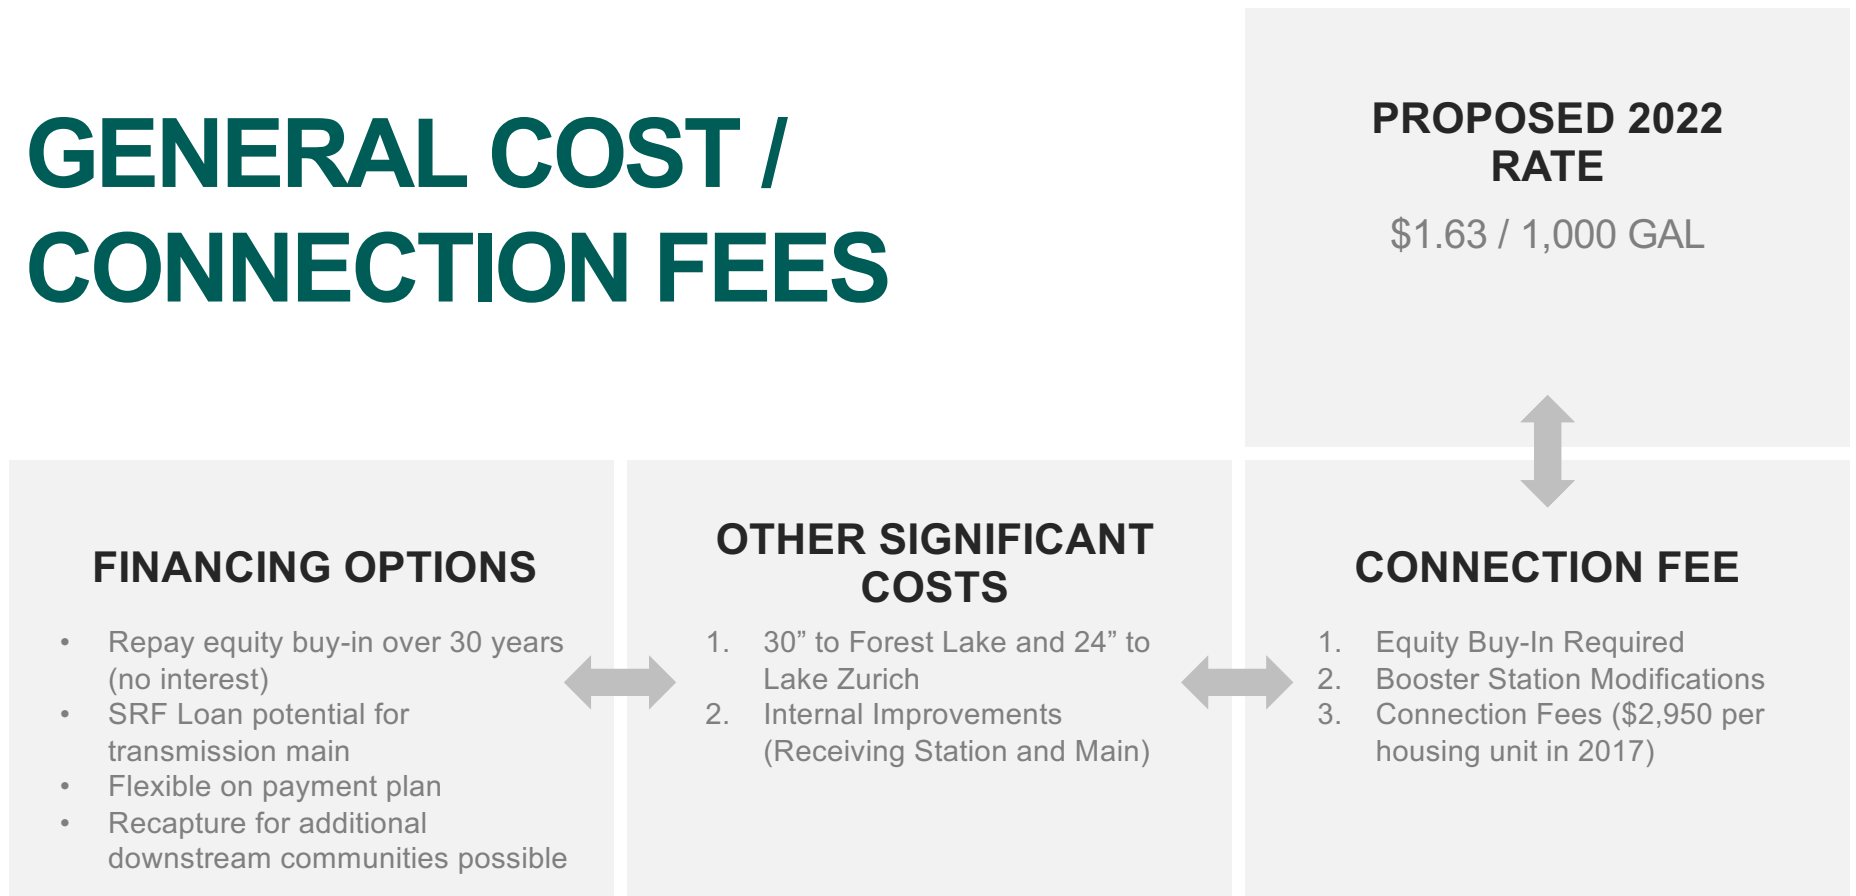 GENERAL COST /
CONNECTION FEES
PROPOSED 2022
RATE
$1.63 / 1,000 GAL
FINANCING OPTIONS
• Repay equity buy-in over 30 years
(no interest)
• SRF Loan potential for
transmission main
• Flexible on payment plan
• Recapture for additional
downstream communities possible
OTHER SIGNIFICANT
COSTS
1. 30” to Forest Lake and 24” to
Lake Zurich
2. Internal Improvements
(Receiving Station and Main)
CONNECTION FEE
1. Equity Buy-In Required
2. Booster Station Modifications
3. Connection Fees ($2,950 per
housing unit in 2017)